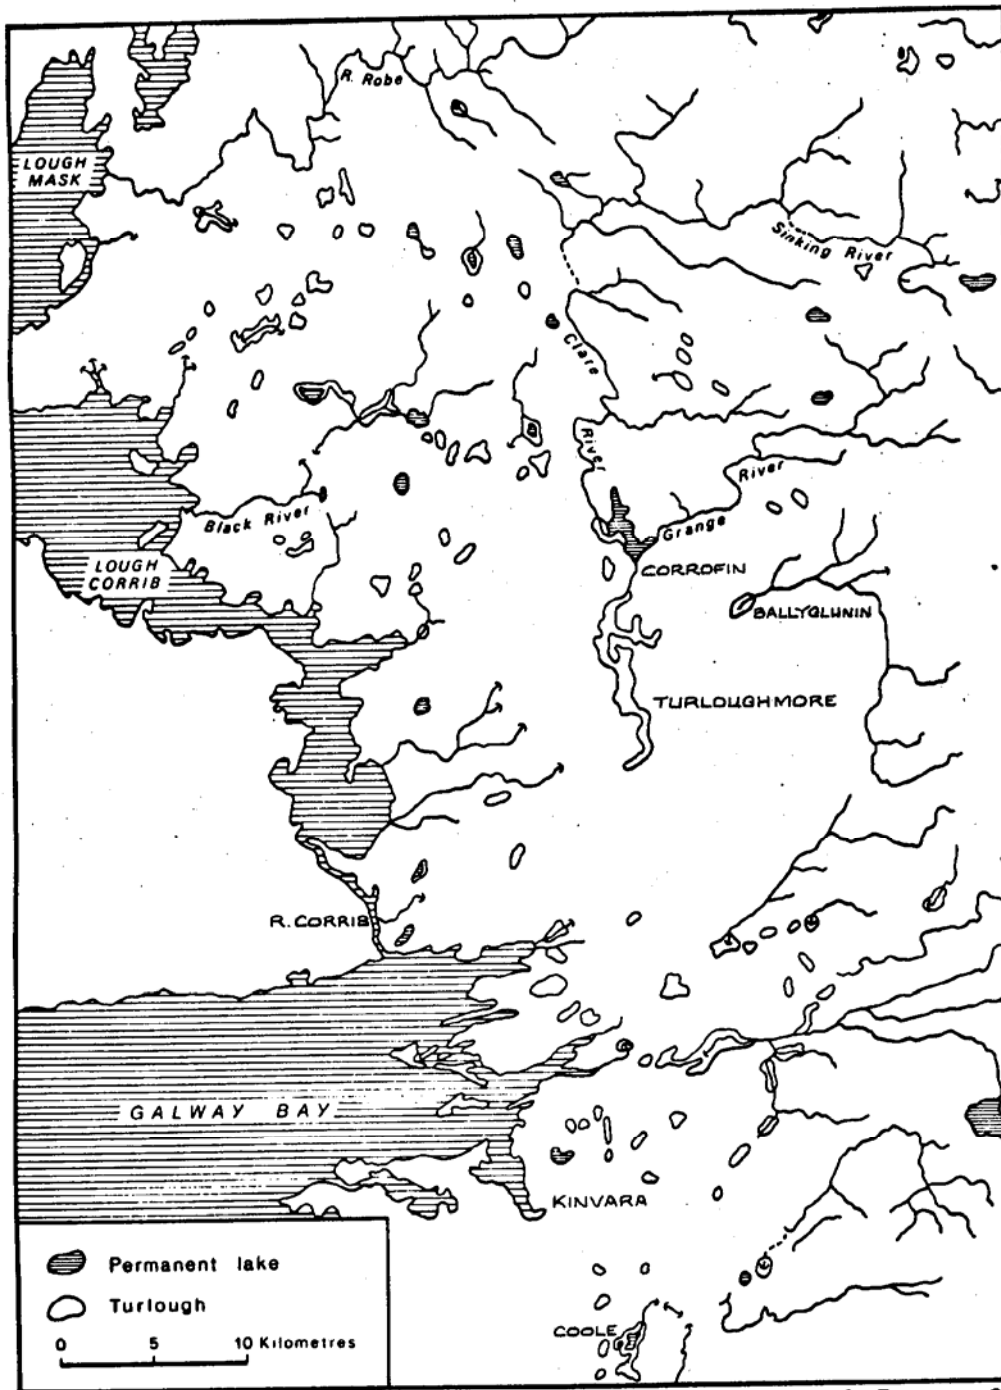 R. Robe
LOUGH
MASK
Sinking River
Clare
River
River
Black River
Grange
LOUGH
CORRIB
CORROFIN
BALLYGLUNIN
TURLOUGHMORE
R. CORRIB
GALWAY BAY
KINVARA
Permanent lake
Turlough
0 5 10 Kilometres
COOLE